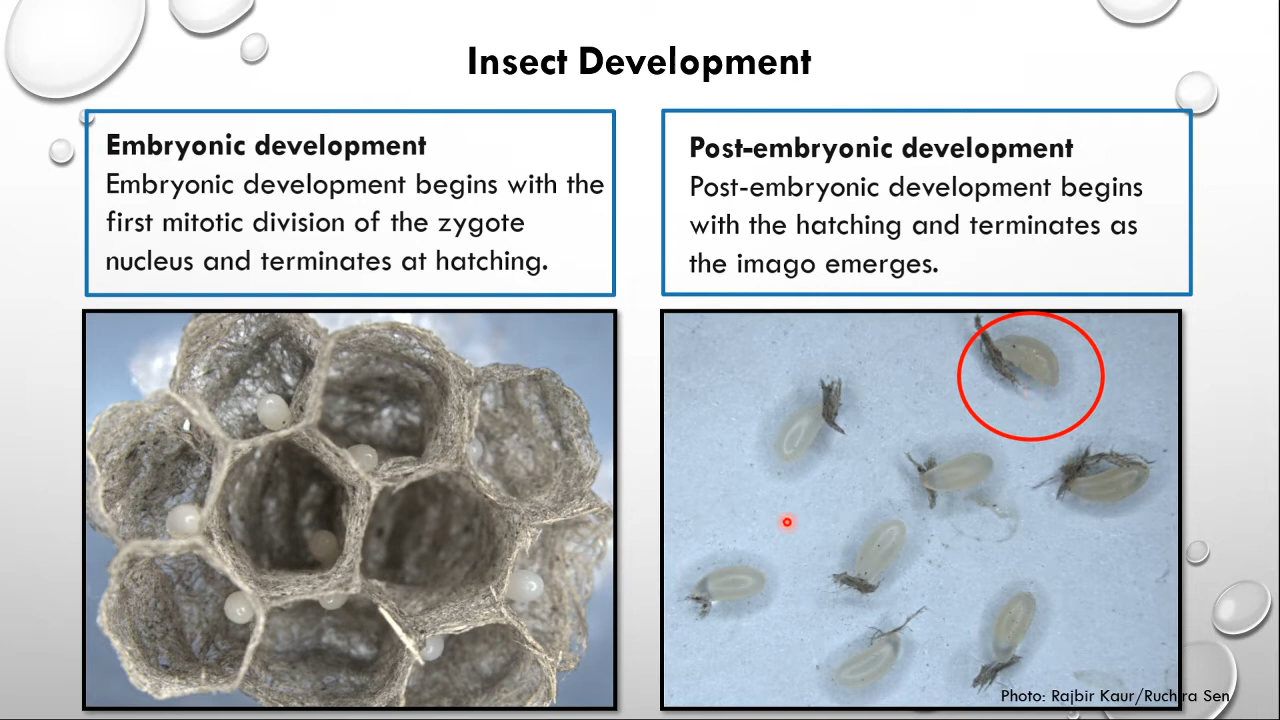 Insect Development
Embryonic development
Embryonic development begins with the
first mitotic division of the zygote
nucleus and terminates at hatching.
Post-embryonic development
Post-embryonic development begins
with the hatching and terminates as
the imago emerges.
Photo: Rajbir Kaur/Ruchira Sen